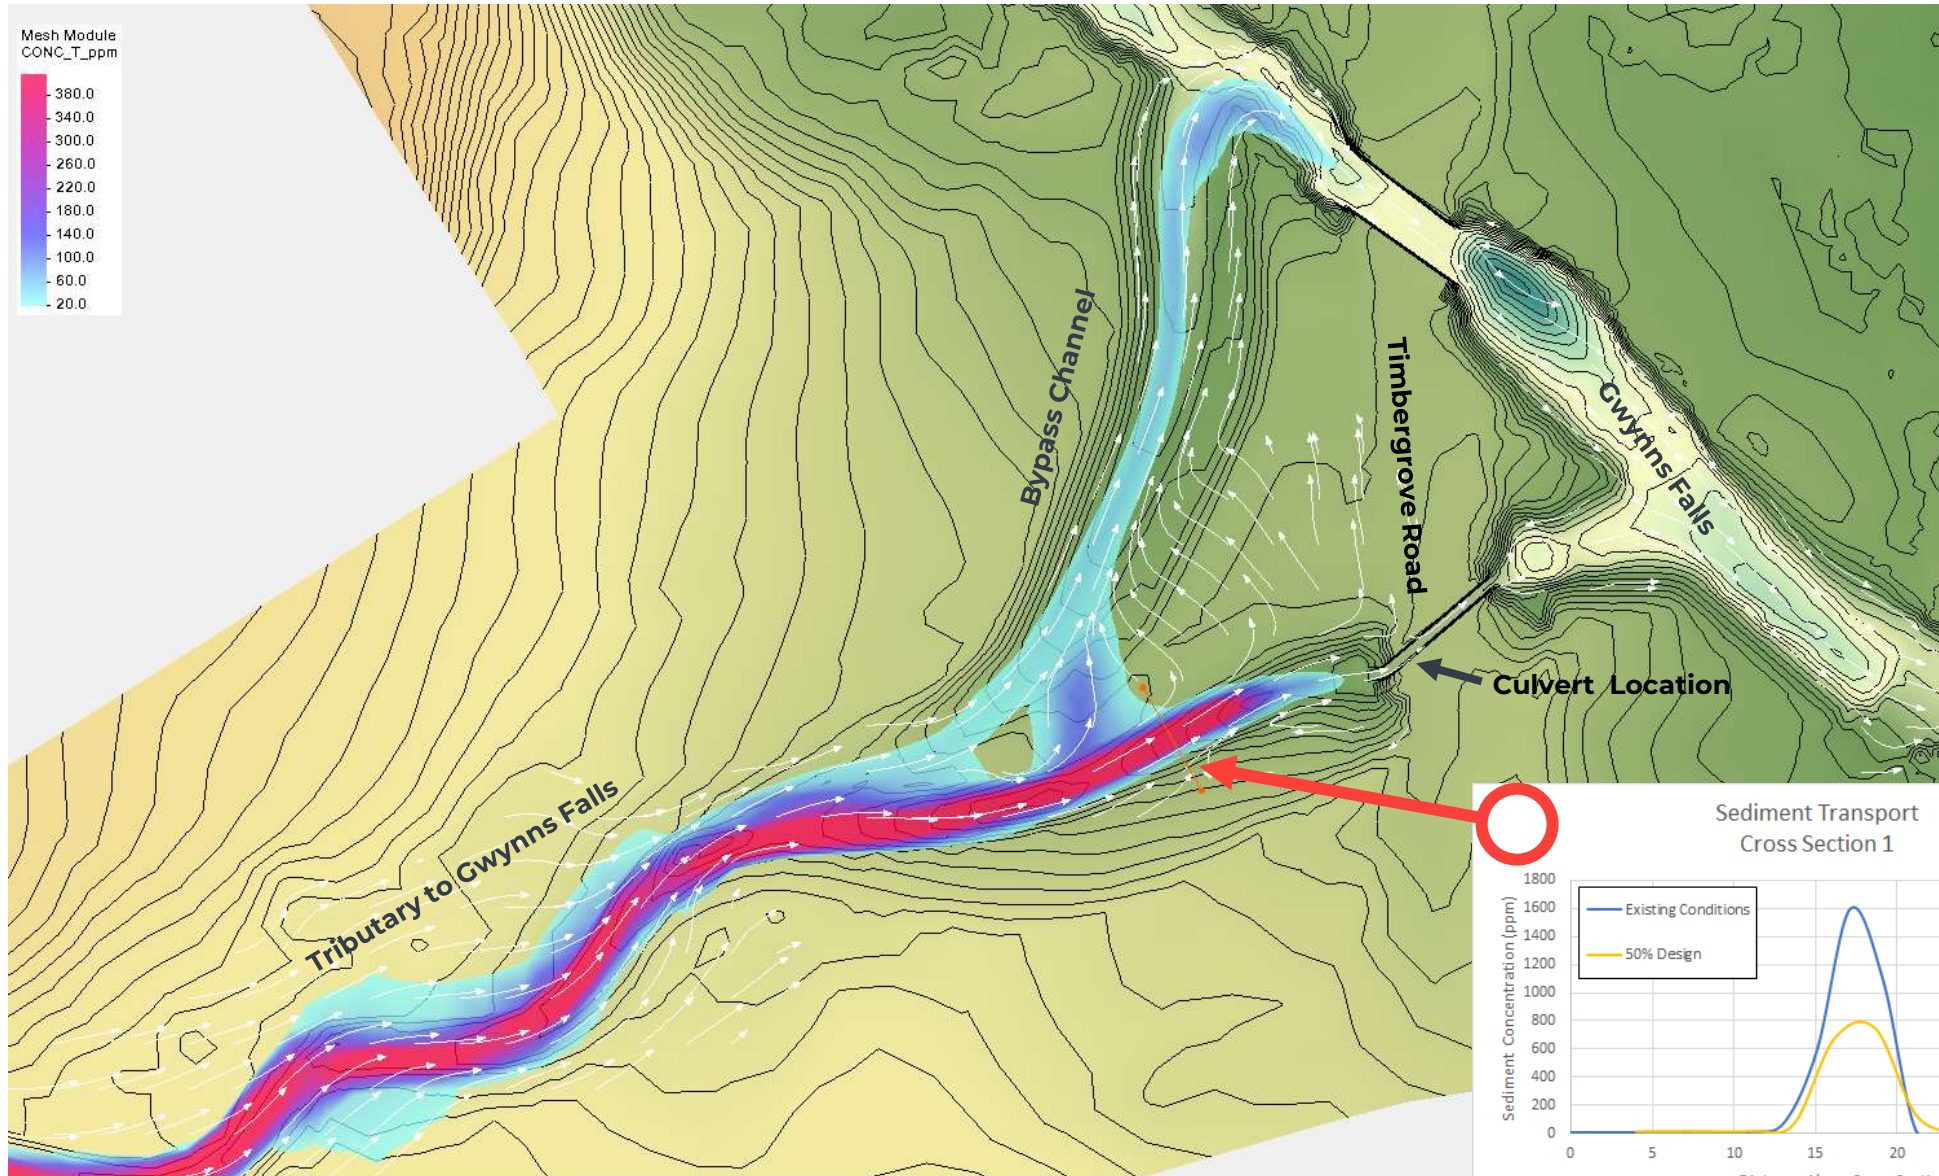 Mesh Module
CONC_T_ppm
380.0
340.0
300.0
260.0
220.0
180.0
140.0
100.0
60.0
20.0
Bypass Channel
Timbergrove Road
Gwynns Falls
Culvert Location
Tributary to Gwynns Falls
Sediment Transport
Cross Section 1
Sediment Concentration (ppm)
1800
1600
1400
1200
1000
800
600
400
200
0
Existing Conditions
50% Design
0 5 10 15 20